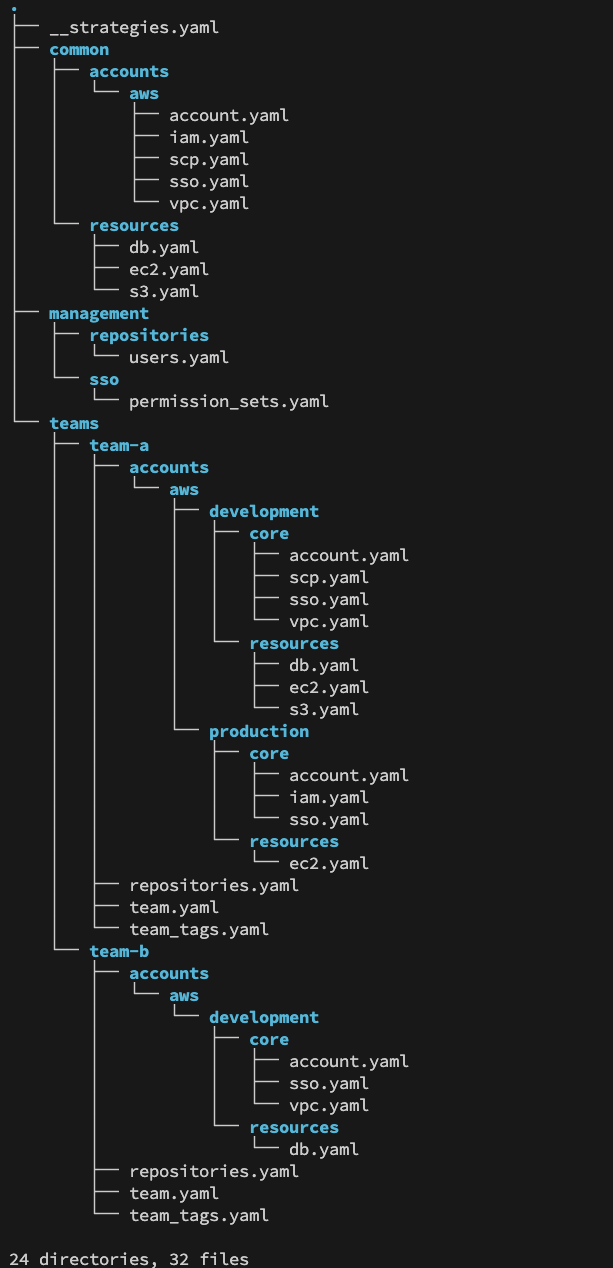 .
├── __strategies.yaml
├── common
│   ├── accounts
│   │   └── aws
│   │       ├── account.yaml
│   │       ├── iam.yaml
│   │       ├── scp.yaml
│   │       ├── sso.yaml
│   │       └── vpc.yaml
│   └── resources
│       ├── db.yaml
│       ├── ec2.yaml
│       └── s3.yaml
├── management
│   ├── repositories
│   │   └── users.yaml
│   └── sso
│       └── permission_sets.yaml
└── teams
    ├── team-a
    │   ├── accounts
    │   │   └── aws
    │   │       ├── development
    │   │       │   ├── core
    │   │       │   │   ├── account.yaml
    │   │       │   │   ├── scp.yaml
    │   │       │   │   ├── sso.yaml
    │   │       │   │   └── vpc.yaml
    │   │       │   └── resources
    │   │       │       ├── db.yaml
    │   │       │       ├── ec2.yaml
    │   │       │       └── s3.yaml
    │   │       └── production
    │   │           ├── core
    │   │           │   ├── account.yaml
    │   │           │   ├── iam.yaml
    │   │           │   └── sso.yaml
    │   │           └── resources
    │   │               └── ec2.yaml
    │   ├── repositories.yaml
    │   ├── team.yaml
    │   └── team_tags.yaml
    └── team-b
        ├── accounts
        │   └── aws
        │       └── development
        │           ├── core
        │           │   ├── account.yaml
        │           │   ├── sso.yaml
        │           │   └── vpc.yaml
        │           └── resources
        │               └── db.yaml
        ├── repositories.yaml
        ├── team.yaml
        └── team_tags.yaml

24 directories, 32 files